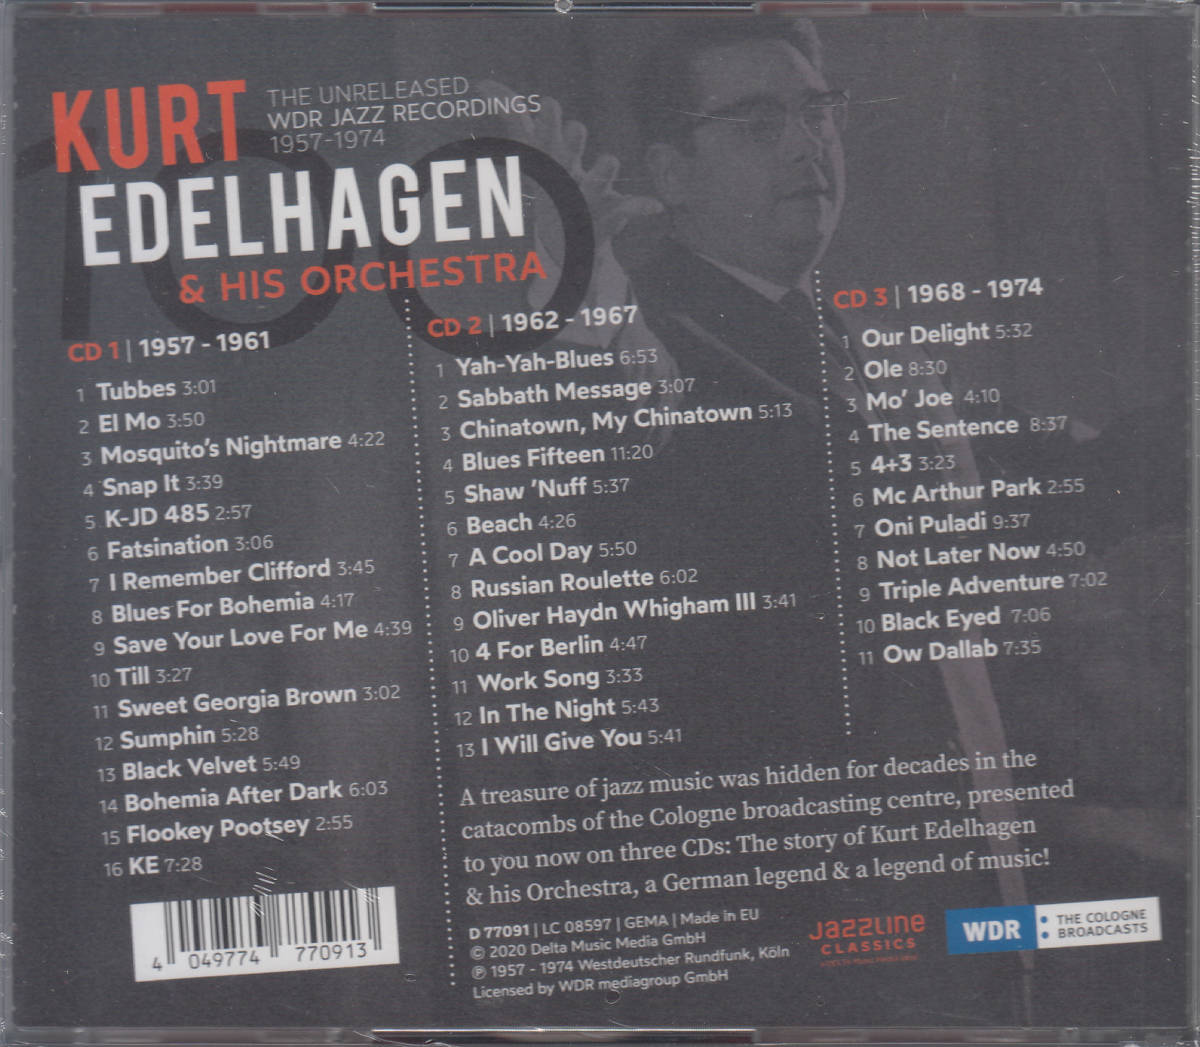 KURT
THE UNRELEASED
WDR JAZZ RECORDINGS
1957-1974
100
EDELHAGEN
& HIS ORCHESTRA
CD 1 | 1957 - 1961
1 Tubbes 3:01
2 El Mo 3:50
3 Mosquito's Nightmare 4:22
4 Snap It 3:39
5 K-JD 485 2:57
6 Fatsination 3:06
7 I Remember Clifford 3:45
8 Blues For Bohemia 4:17
9 Save Your Love For Me 4:39
10 Till 3:27
11 Sweet Georgia Brown 3:02
12 Sumphin 5:28
13 Black Velvet 5:49
14 Bohemia After Dark 6:03
15 Flookey Pootsey 2:55
16 KE 7:28
CD 2 | 1962 - 1967
1 Yah-Yah-Blues 6:53
2 Sabbath Message 3:07
3 Chinatown, My Chinatown 5:13
4 Blues Fifteen 11:20
5 Shaw 'Nuff 5:37
6 Beach 4:26
7 A Cool Day 5:50
8 Russian Roulette 6:02
9 Oliver Haydn Whigham III 3:41
10 4 For Berlin 4:47
11 Work Song 3:33
12 In The Night 5:43
13 I Will Give You 5:41
CD 3 | 1968 - 1974
1 Our Delight 5:32
2 Ole 8:30
3 Mo' Joe 4:10
4 The Sentence 8:37
5 4+3 3:23
6 Mc Arthur Park 2:55
7 Oni Puladi 9:37
8 Not Later Now 4:50
9 Triple Adventure 7:02
10 Black Eyed 7:06
11 Ow Dallab 7:35
A treasure of jazz music was hidden for decades in the
catacombs of the Cologne broadcasting centre, presented
to you now on three CDs: The story of Kurt Edelhagen
& his Orchestra, a German legend & a legend of music!
4 049774 770913
D 77091 | LC 08597 | GEMA | Made in EU
© 2020 Delta Music Media GmbH
℗ 1957 - 1974 Westdeutscher Rundfunk, Köln
Licensed by WDR mediagroup GmbH
Jazzline
CLASSICS
WDR
THE COLOGNE
BROADCASTS